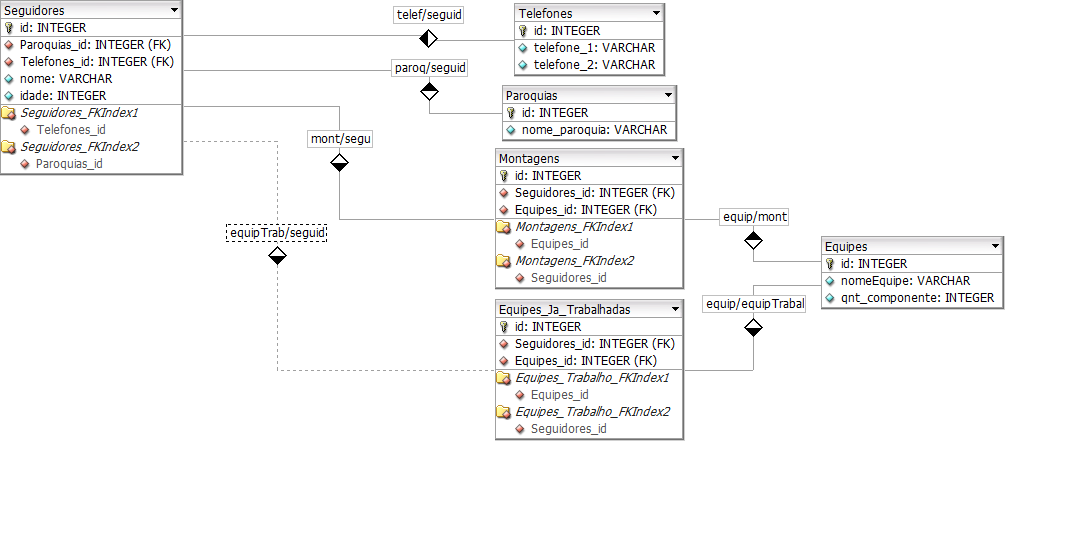 Seguidores
id: INTEGER
Paroquias_id: INTEGER (FK)
Telefones_id: INTEGER (FK)
nome: VARCHAR
idade: INTEGER
Seguidores_FKIndex1
Telefones_id
Seguidores_FKIndex2
Paroquias_id
telef/seguid
paroq/seguid
mont/segu
equipTrab/seguid
Telefones
id: INTEGER
telefone_1: VARCHAR
telefone_2: VARCHAR
Paroquias
id: INTEGER
nome_paroquia: VARCHAR
Montagens
id: INTEGER
Seguidores_id: INTEGER (FK)
Equipes_id: INTEGER (FK)
Montagens_FKIndex1
Equipes_id
Montagens_FKIndex2
Seguidores_id
Equipes_Ja_Trabalhadas
id: INTEGER
Seguidores_id: INTEGER (FK)
Equipes_id: INTEGER (FK)
Equipes_Trabalho_FKIndex1
Equipes_id
Equipes_Trabalho_FKIndex2
Seguidores_id
equip/mont
equip/equipTrabal
Equipes
id: INTEGER
nomeEquipe: VARCHAR
qnt_componente: INTEGER